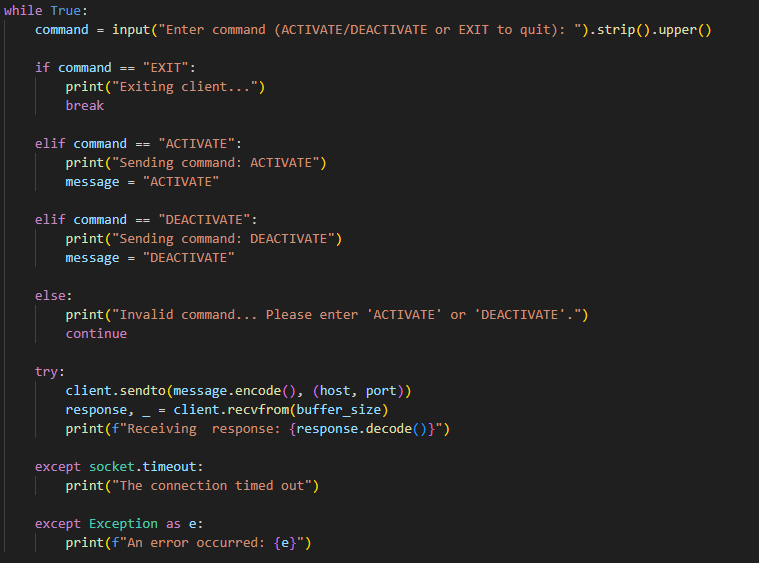 while True:
    command = input("Enter command (ACTIVATE/DEACTIVATE or EXIT to quit): ").strip().upper()

    if command == "EXIT":
        print("Exiting client...")
        break

    elif command == "ACTIVATE":
        print("Sending command: ACTIVATE")
        message = "ACTIVATE"

    elif command == "DEACTIVATE":
        print("Sending command: DEACTIVATE")
        message = "DEACTIVATE"

    else:
        print("Invalid command... Please enter 'ACTIVATE' or 'DEACTIVATE'.")
        continue

    try:
        client.sendto(message.encode(), (host, port))
        response, _ = client.recvfrom(buffer_size)
        print(f"Receiving  response: {response.decode()}")

    except socket.timeout:
        print("The connection timed out")

    except Exception as e:
        print(f"An error occurred: {e}")